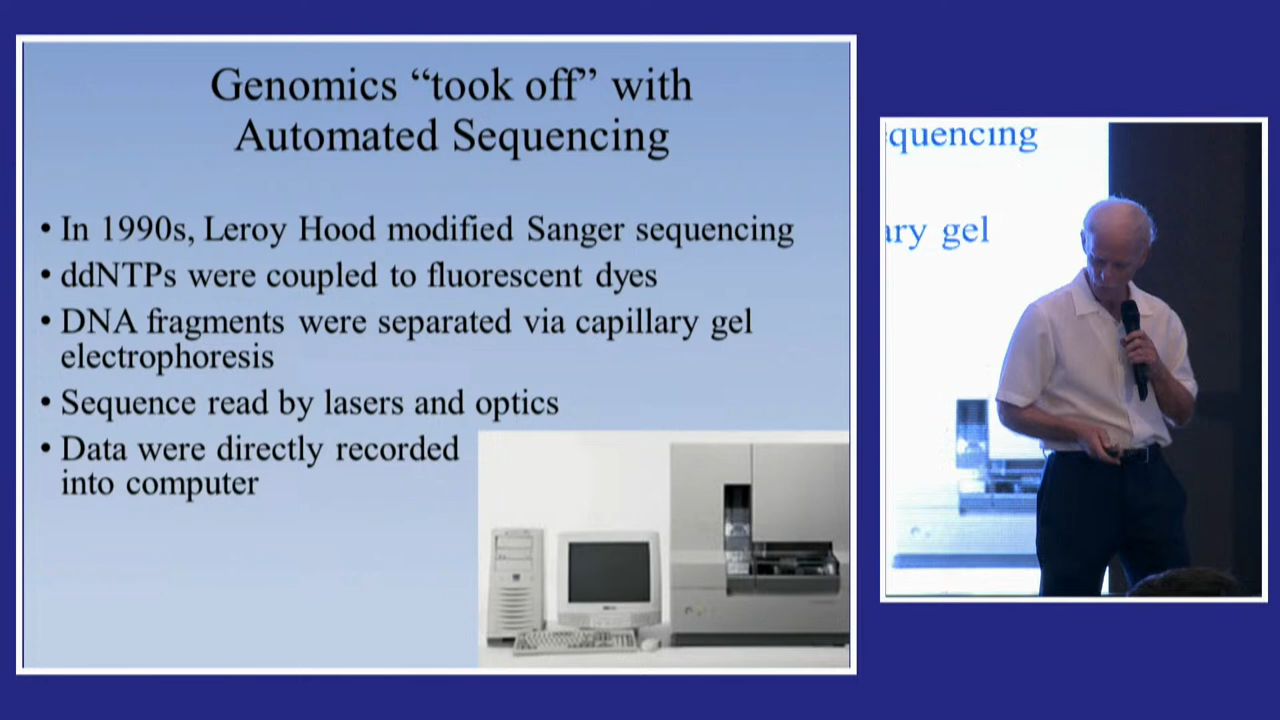 Genomics “took off” with
Automated Sequencing
• In 1990s, Leroy Hood modified Sanger sequencing
• ddNTPs were coupled to fluorescent dyes
• DNA fragments were separated via capillary gel
electrophoresis
• Sequence read by lasers and optics
• Data were directly recorded
into computer
equencing
ary gel